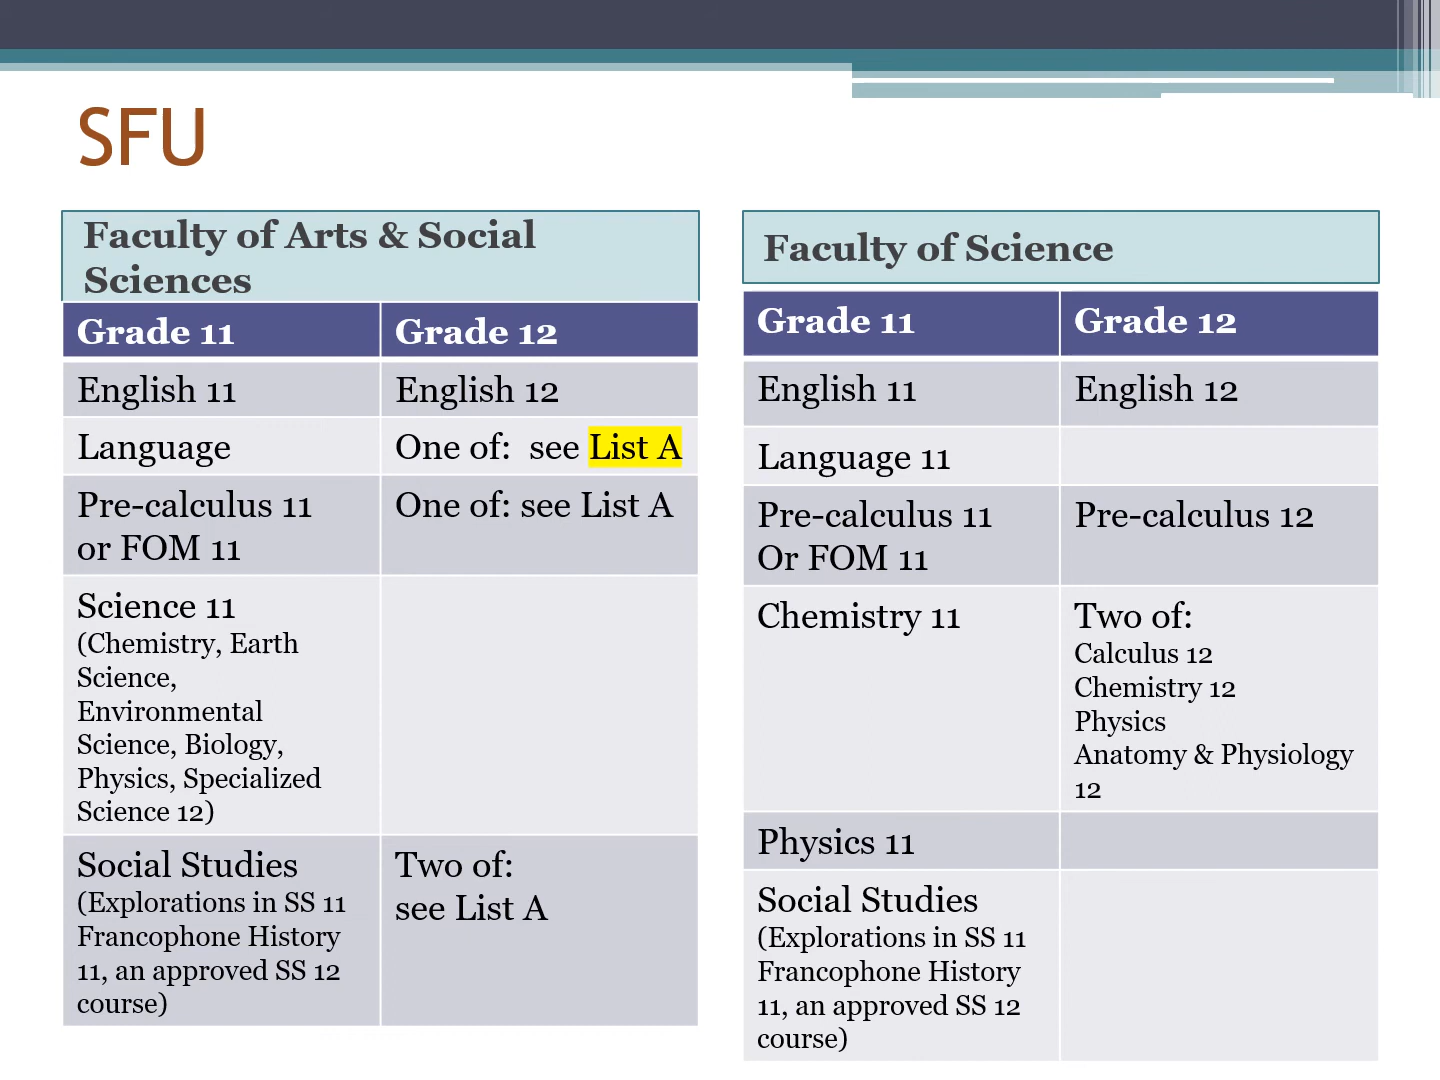 SFU
Faculty of Arts & Social
Sciences
Grade 11
Grade 12
English 11
English 12
Language
One of:  see List A
Pre-calculus 11
or FOM 11
One of: see List A
Science 11
(Chemistry, Earth
Science,
Environmental
Science, Biology,
Physics, Specialized
Science 12)
Social Studies
(Explorations in SS 11
Francophone History
11, an approved SS 12
course)
Two of:
see List A
Faculty of Science
Grade 11
Grade 12
English 11
English 12
Language 11
Pre-calculus 11
Or FOM 11
Pre-calculus 12
Chemistry 11
Two of:
Calculus 12
Chemistry 12
Physics
Anatomy & Physiology
12
Physics 11
Social Studies
(Explorations in SS 11
Francophone History
11, an approved SS 12
course)